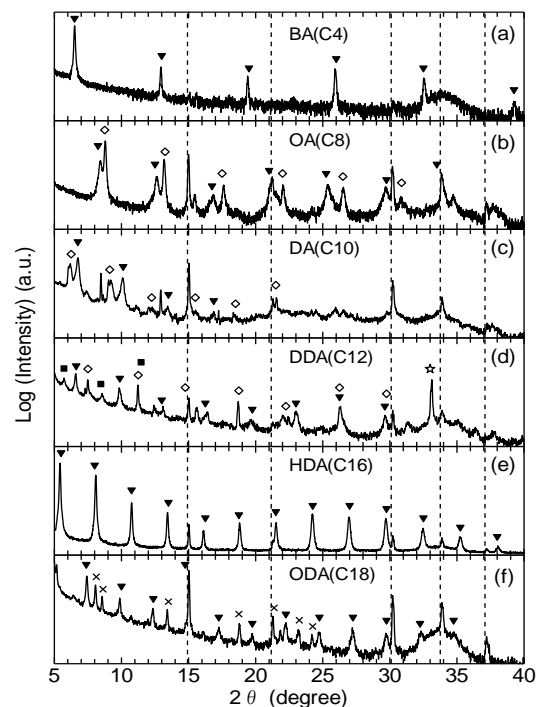 BA(C4)
(a)
OA(C8)
(b)
DA(C10)
(c)
DDA(C12)
(d)
HDA(C16)
(e)
ODA(C18)
(f)
Log (Intensity) (a.u.)
5 10 15 20 25 30 35 40
2 θ (degree)